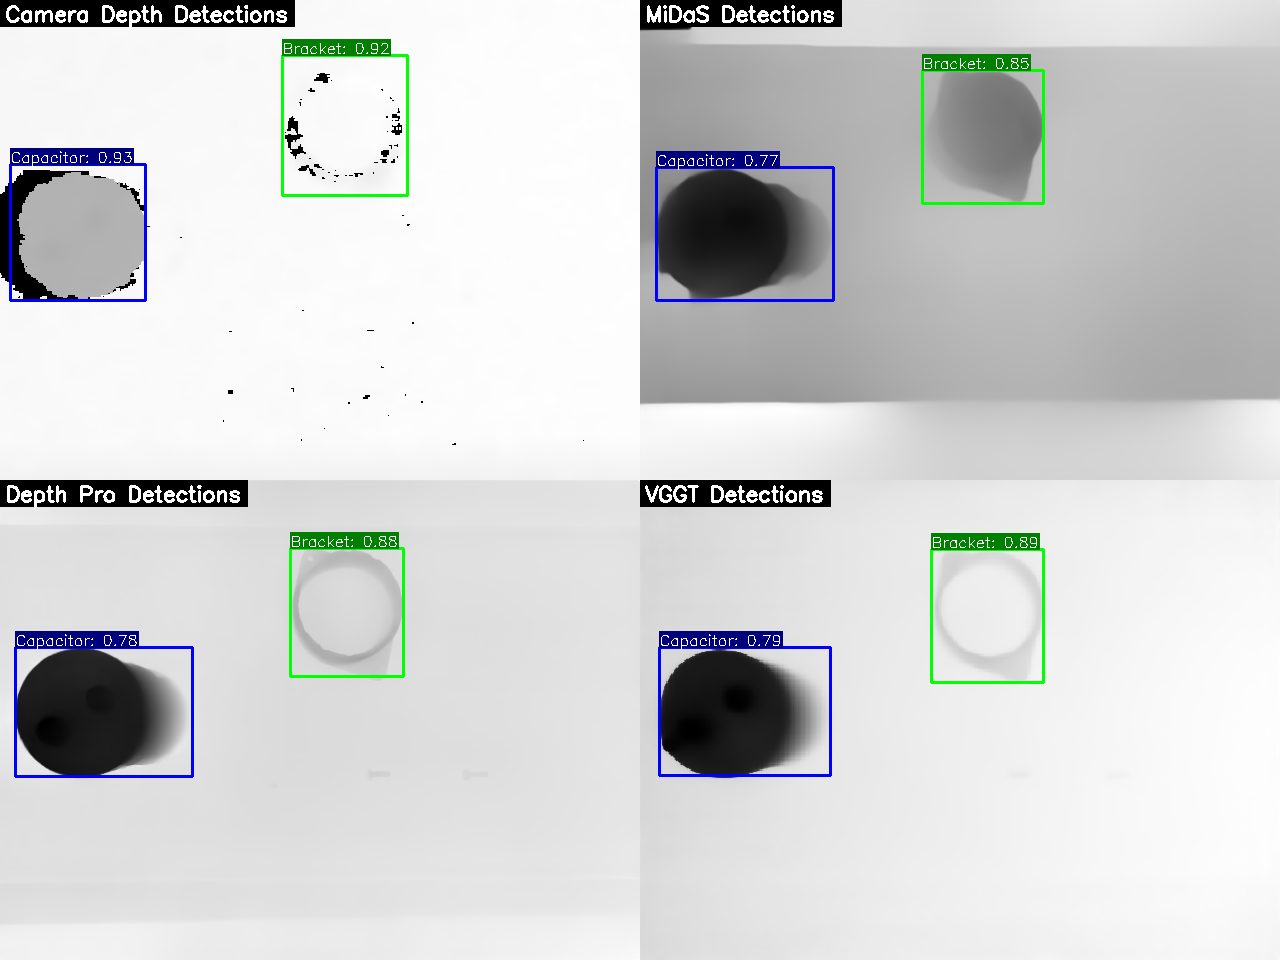 Camera Depth Detections
Bracket: 0.92
Capacitor: 0.93
MiDaS Detections
Bracket: 0.85
Capacitor: 0.77
Depth Pro Detections
Bracket: 0.88
Capacitor: 0.78
VGGT Detections
Bracket: 0.89
Capacitor: 0.79